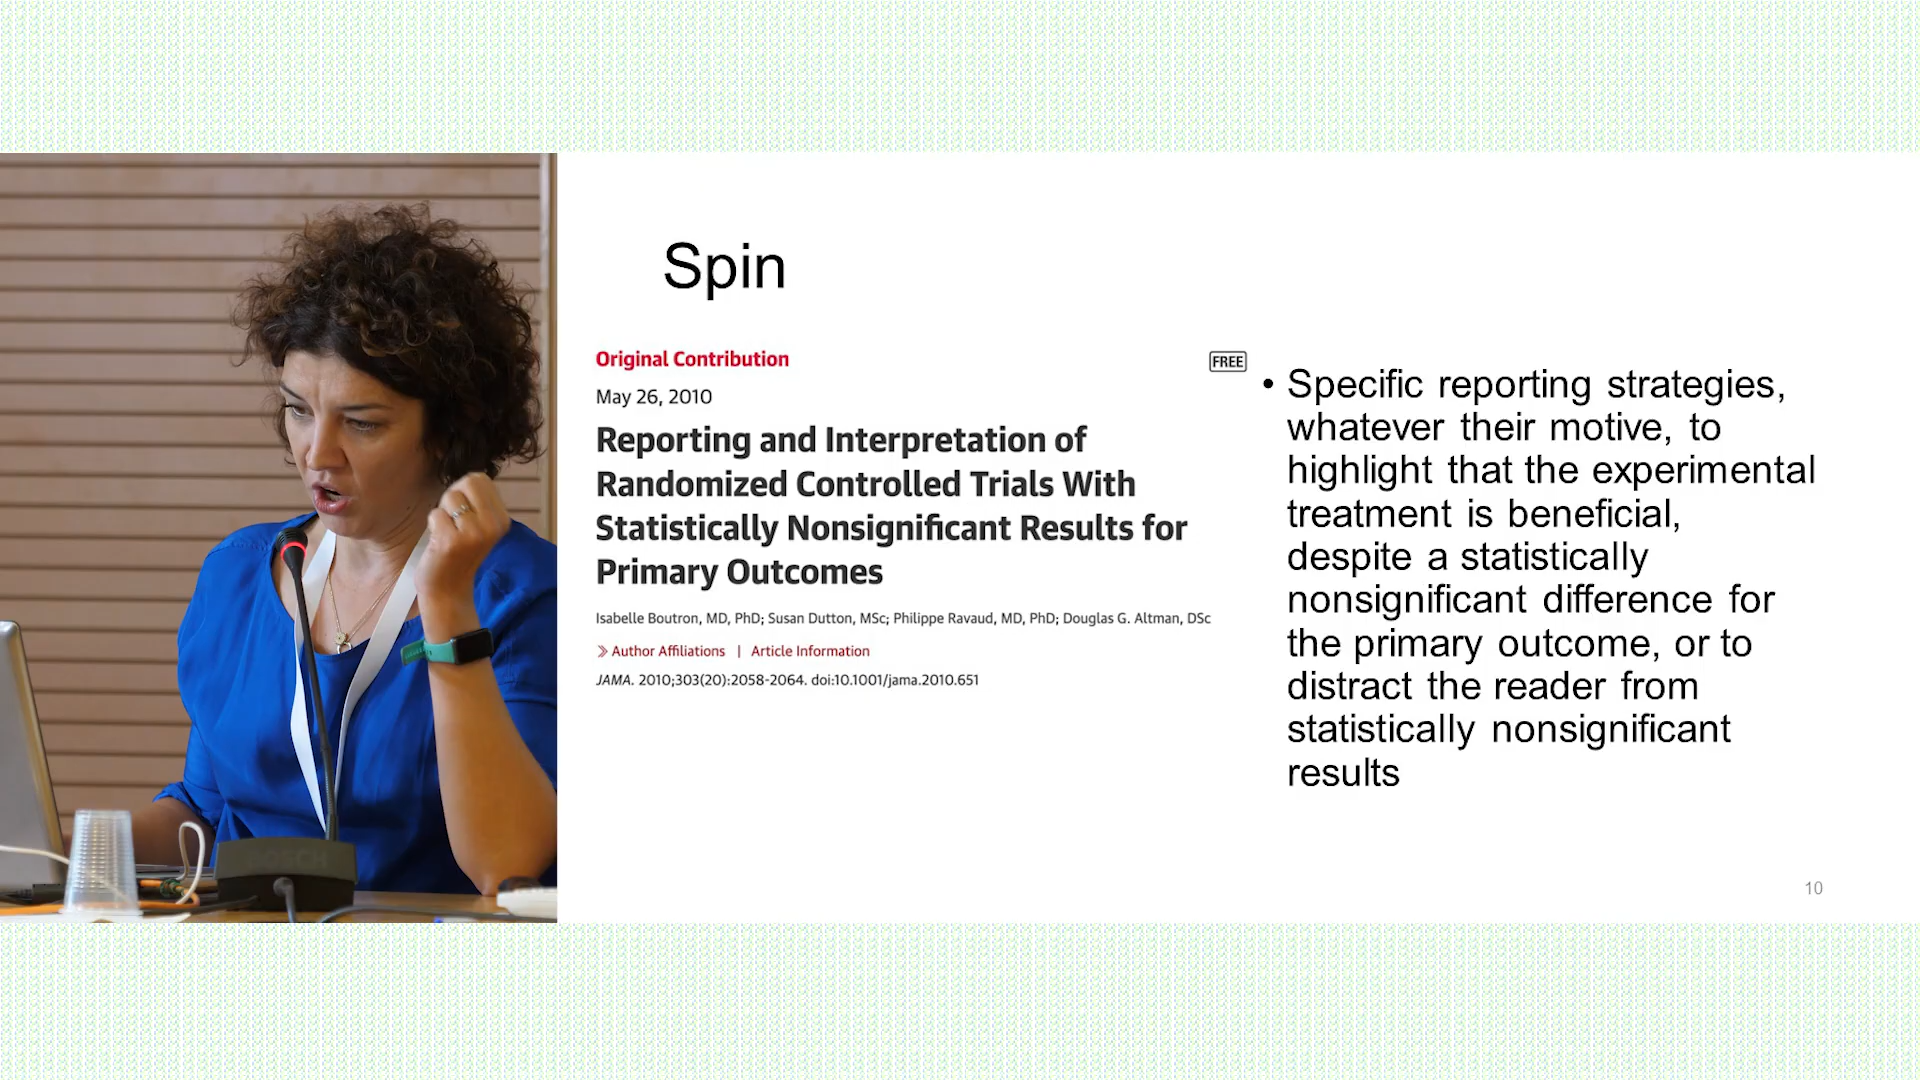 Spin
Original Contribution
FREE
May 26, 2010
Reporting and Interpretation of
Randomized Controlled Trials With
Statistically Nonsignificant Results for
Primary Outcomes
Isabelle Boutron, MD, PhD; Susan Dutton, MSc; Philippe Ravaud, MD, PhD; Douglas G. Altman, DSc
» Author Affiliations | Article Information
JAMA. 2010;303(20):2058-2064. doi:10.1001/jama.2010.651
• Specific reporting strategies,
whatever their motive, to
highlight that the experimental
treatment is beneficial,
despite a statistically
nonsignificant difference for
the primary outcome, or to
distract the reader from
statistically nonsignificant
results
10
BOSCH